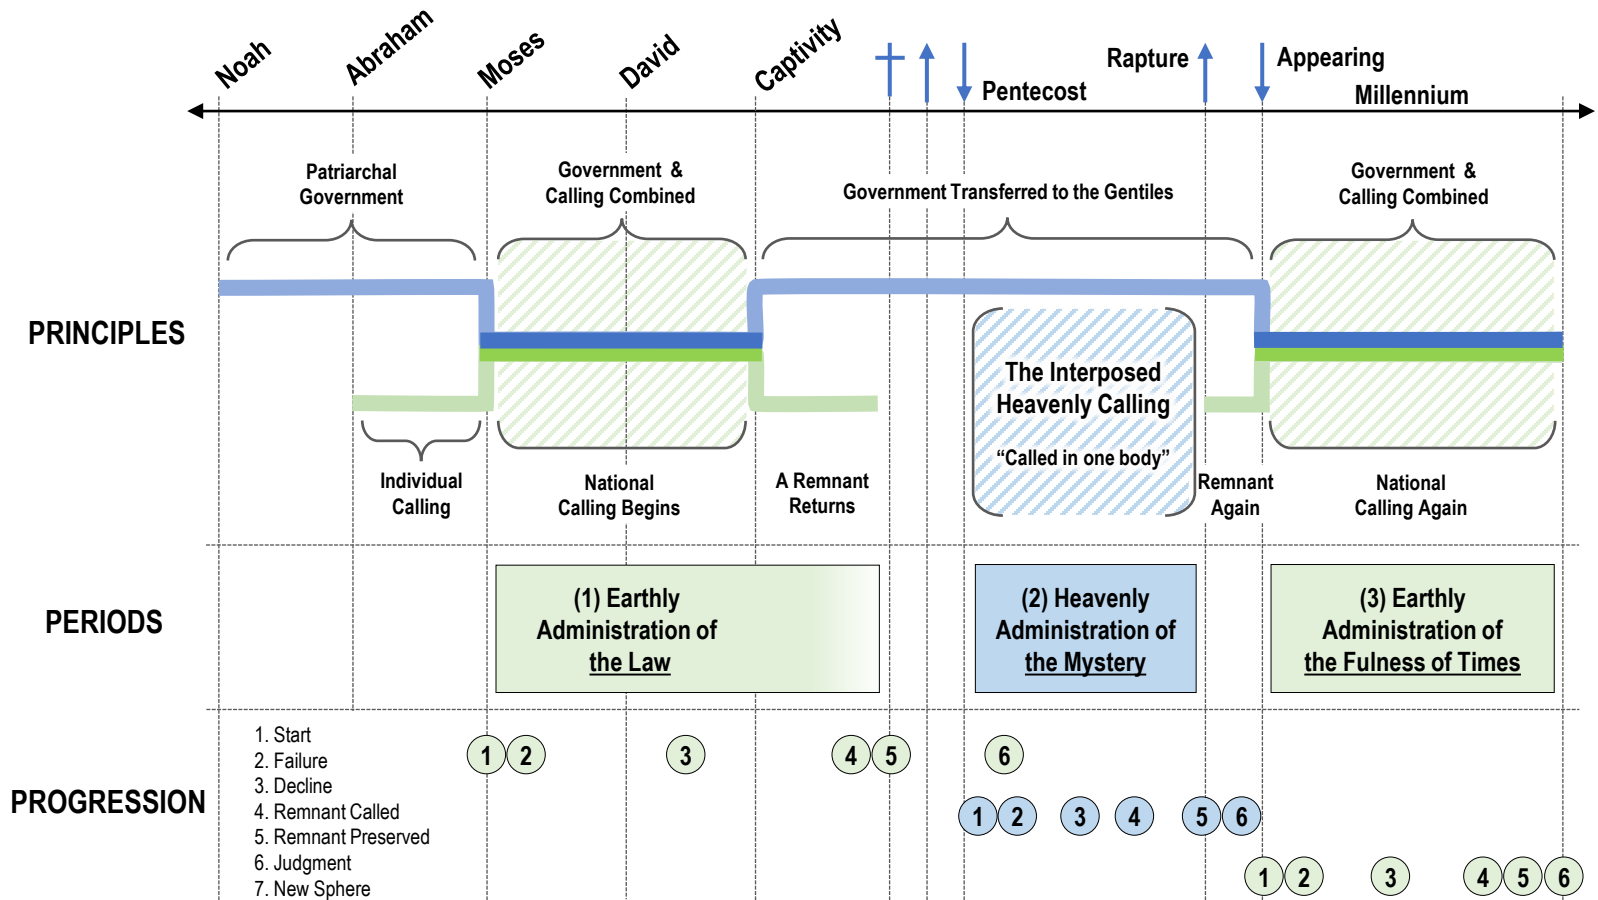 Noah
Abraham
Moses
David
Captivity
Pentecost
Rapture
Appearing
Millennium
Patriarchal
Government
Government &
Calling Combined
Government Transferred to the Gentiles
Government &
Calling Combined
PRINCIPLES
The Interposed
Heavenly Calling
“Called in one body”
Individual
Calling
National
Calling Begins
A Remnant
Returns
Remnant
Again
National
Calling Again
PERIODS
(1) Earthly
Administration of
the Law
(2) Heavenly
Administration of
the Mystery
(3) Earthly
Administration of
the Fulness of Times
PROGRESSION
1. Start
2. Failure
3. Decline
4. Remnant Called
5. Remnant Preserved
6. Judgment
7. New Sphere
1 2 3 4 5 6
1 2 3 4 5 6
1 2 3 4 5 6